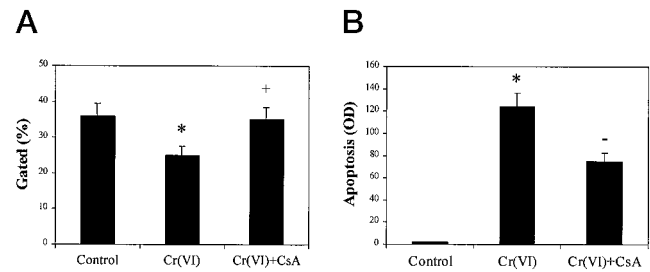 A
B
50
40
30
20
10
0
Gated (%)
*
+
Control
Cr(VI)
Cr(VI)+CsA
160
140
120
100
80
60
40
20
0
Apoptosis (OD)
*
-
Control
Cr(VI)
Cr(VI)+CsA